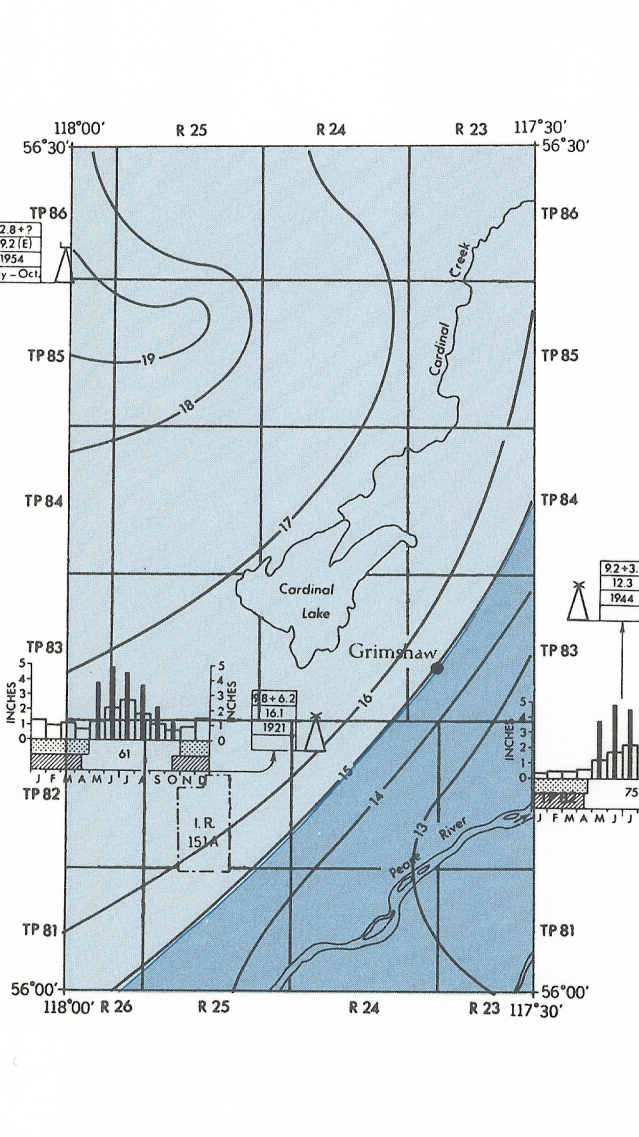 118°00′ R 25 R 24 R 23 117°30′
56°30′ 56°30′
TP 86 TP 86
2.8+?
9.2 (E)
1954
y – Oct.
Creek
Cardinal
TP 85 TP 85
19
18
TP 84 TP 84
17
Cardinal
Lake
9.2+3.
12.3
1944
TP 83 TP 83
Grimshaw
5
4
3
2
1
0
INCHES
5
4
3
2
1
0
INCHES
9.8+6.2
16.1
1921
16
61
J F M A M J J A S O N D
5
4
3
2
1
0
INCHES
75
J F M A M J J
15
14
13
TP 82
I. R.
151A
Peace River
TP 81 TP 81
56°00′ 56°00′
118°00′ R 26 R 25 R 24 R 23 117°30′